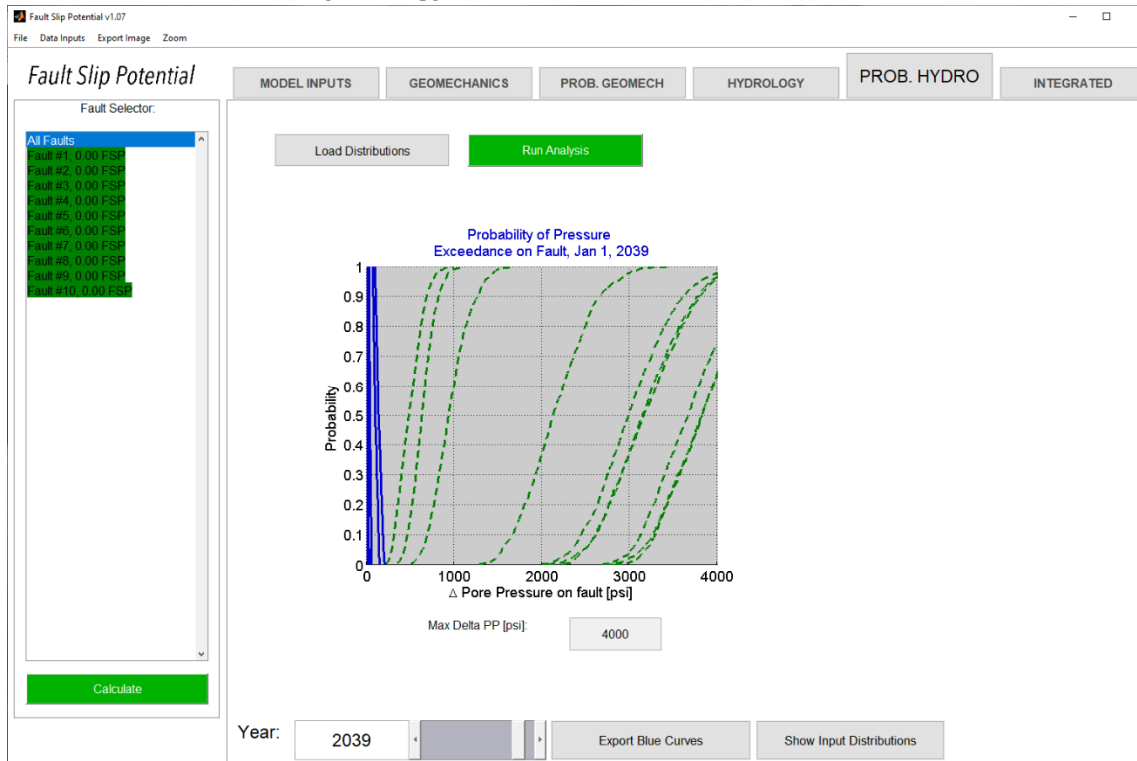 Fault Slip Potential v1.07
File Data Inputs Export Image Zoom
Fault Slip Potential
MODEL INPUTS
GEOMECHANICS
PROB. GEOMECH
HYDROLOGY
PROB. HYDRO
INTEGRATED
Fault Selector:
All Faults
Fault #1, 0.00 FSP
Fault #2, 0.00 FSP
Fault #3, 0.00 FSP
Fault #4, 0.00 FSP
Fault #5, 0.00 FSP
Fault #6, 0.00 FSP
Fault #7, 0.00 FSP
Fault #8, 0.00 FSP
Fault #9, 0.00 FSP
Fault #10, 0.00 FSP
Calculate
Load Distributions
Run Analysis
Probability of Pressure
Exceedance on Fault, Jan 1, 2039
Probability
1
0.9
0.8
0.7
0.6
0.5
0.4
0.3
0.2
0.1
0
0 1000 2000 3000 4000
Δ Pore Pressure on fault [psi]
Max Delta PP [psi]:
4000
Year:
2039
Export Blue Curves
Show Input Distributions